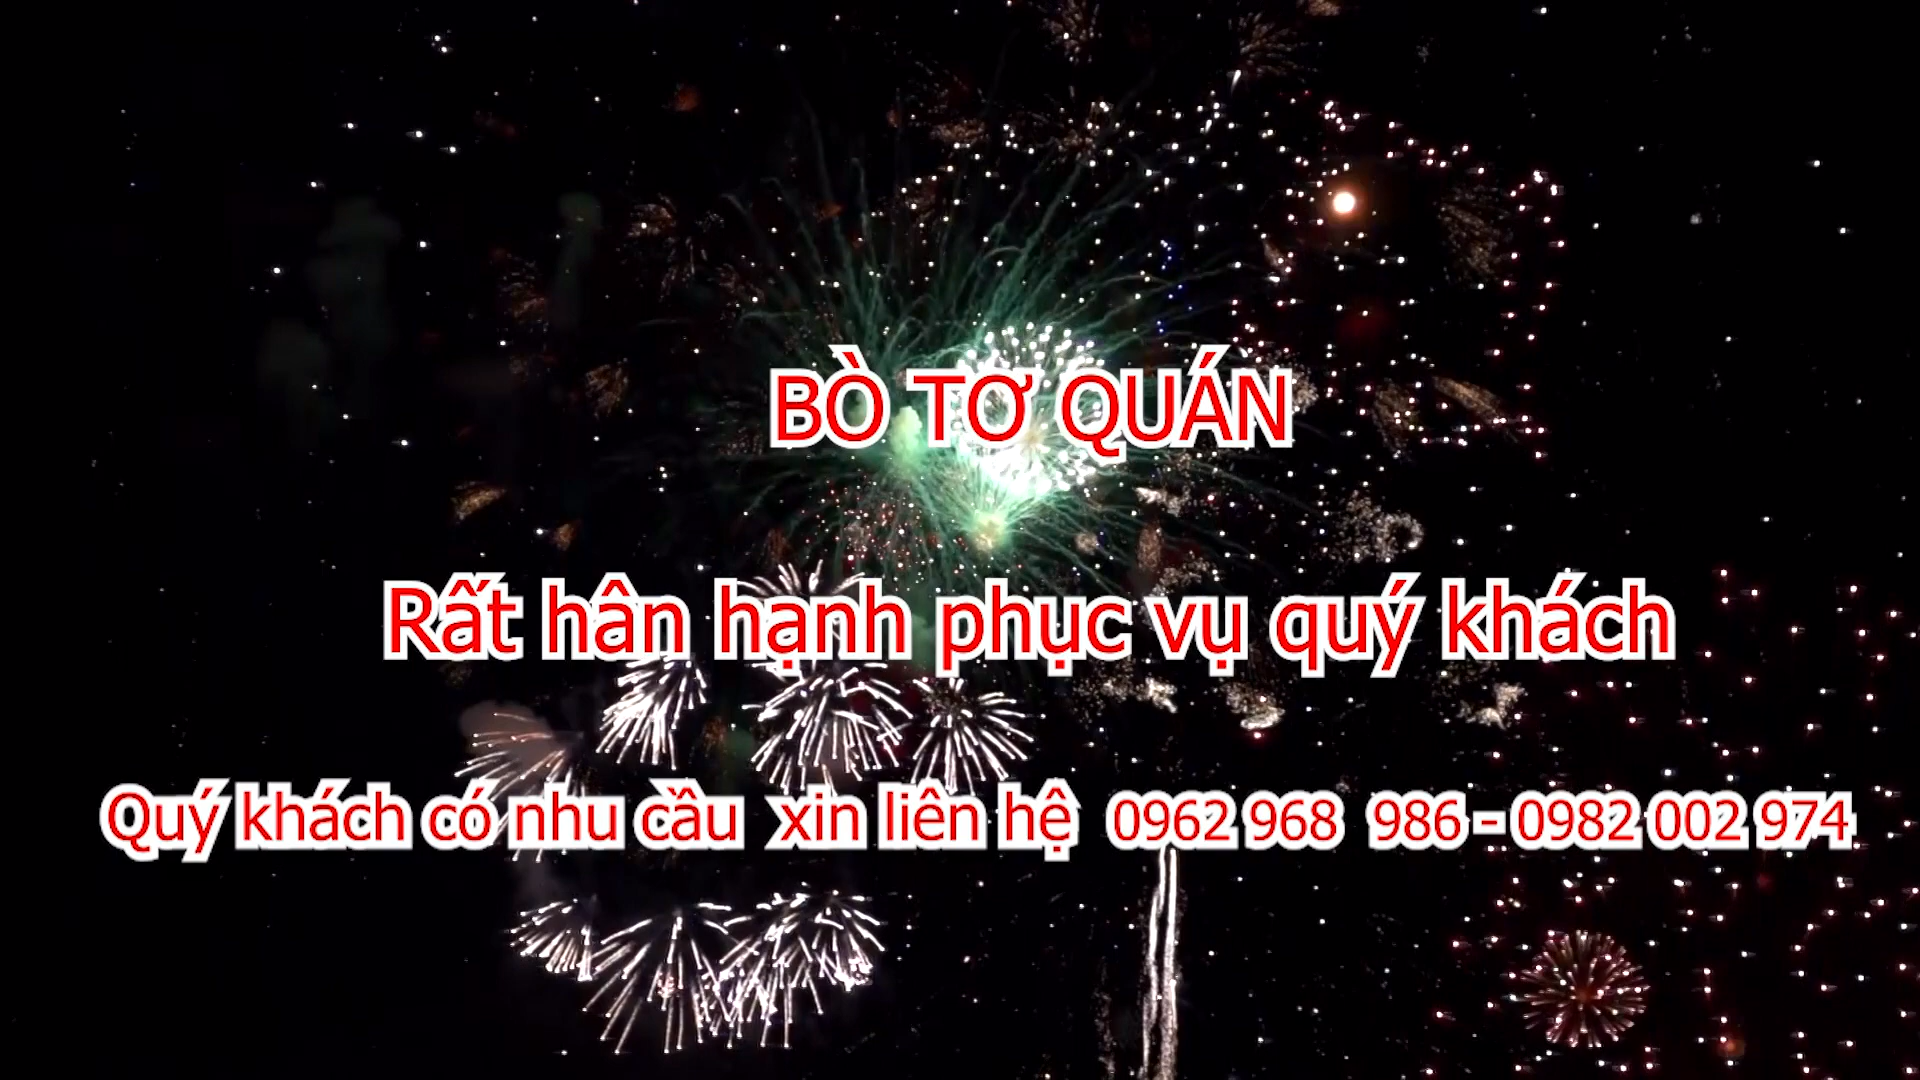 BÒ TƠ QUÁN
Rất hân hạnh phục vụ quý khách
Quý khách có nhu cầu xin liên hệ 0962 968 986 - 0982 002 974